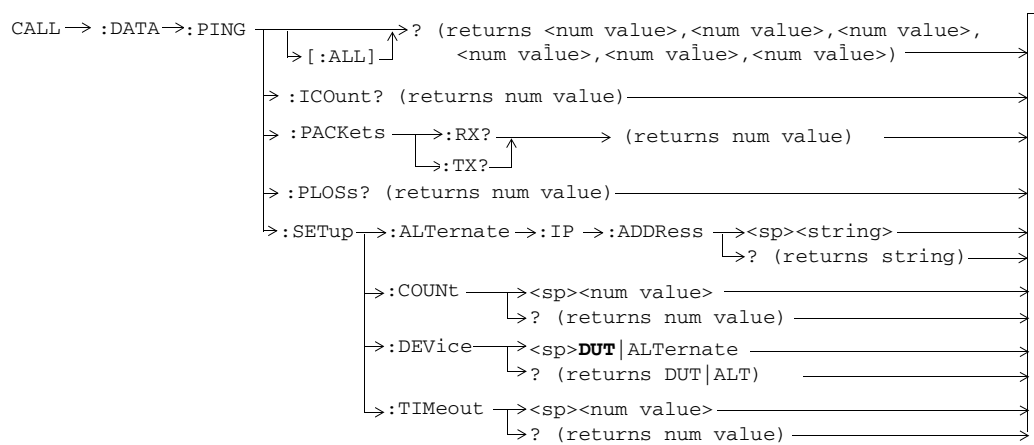 CALL :DATA :PING ? (returns <num value>,<num value>,<num value>,
[:ALL] <num value>,<num value>,<num value>)
:ICOunt? (returns num value)
:PACKets :RX? (returns num value)
:TX?
:PLOSs? (returns num value)
:SETup :ALTernate :IP :ADDRess <sp><string>
? (returns string)
:COUNt <sp><num value>
? (returns num value)
:DEVice <sp>DUT|ALTernate
? (returns DUT|ALT)
:TIMeout <sp><num value>
? (returns num value)